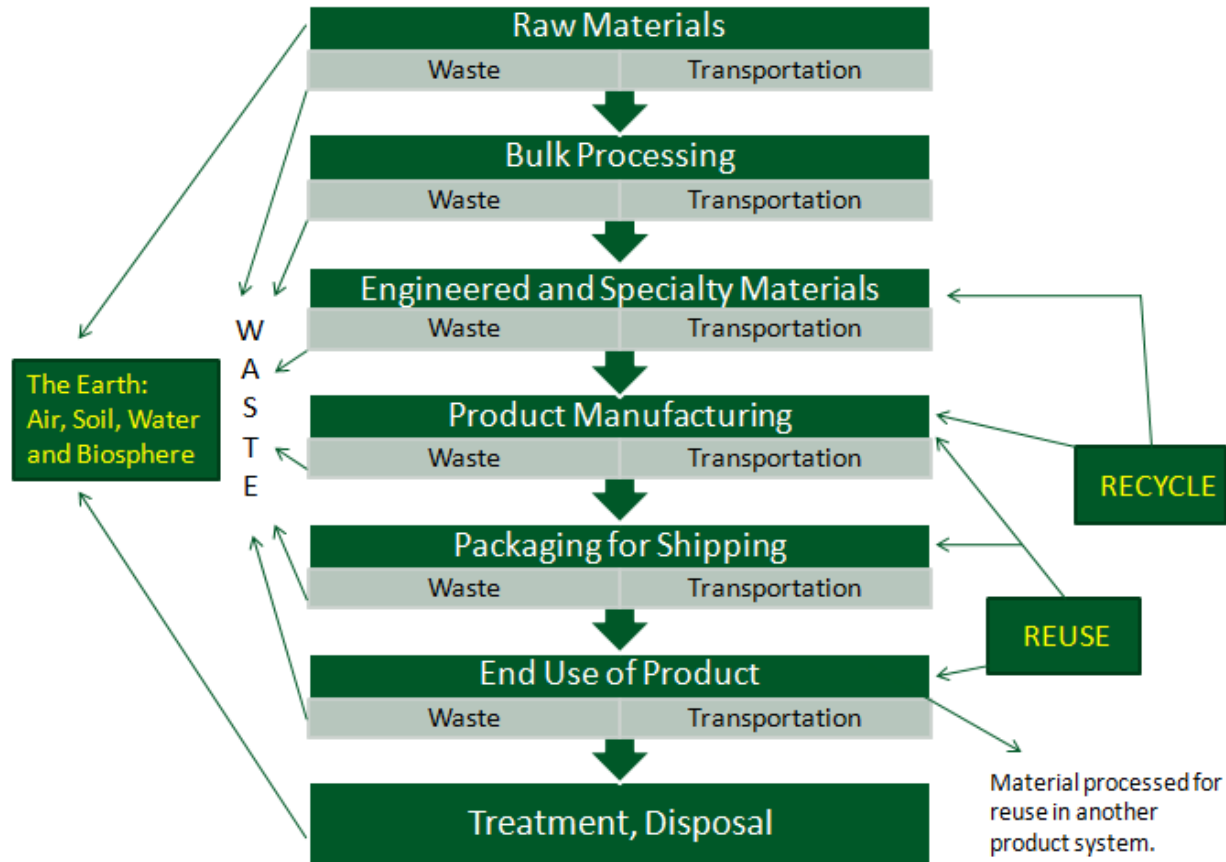 Raw Materials
Waste Transportation
Bulk Processing
Waste Transportation
Engineered and Specialty Materials
Waste Transportation
Product Manufacturing
Waste Transportation
Packaging for Shipping
Waste Transportation
End Use of Product
Waste Transportation
Treatment, Disposal
W
A
S
T
E
The Earth:
Air, Soil, Water
and Biosphere
RECYCLE
REUSE
Material processed for
reuse in another
product system.